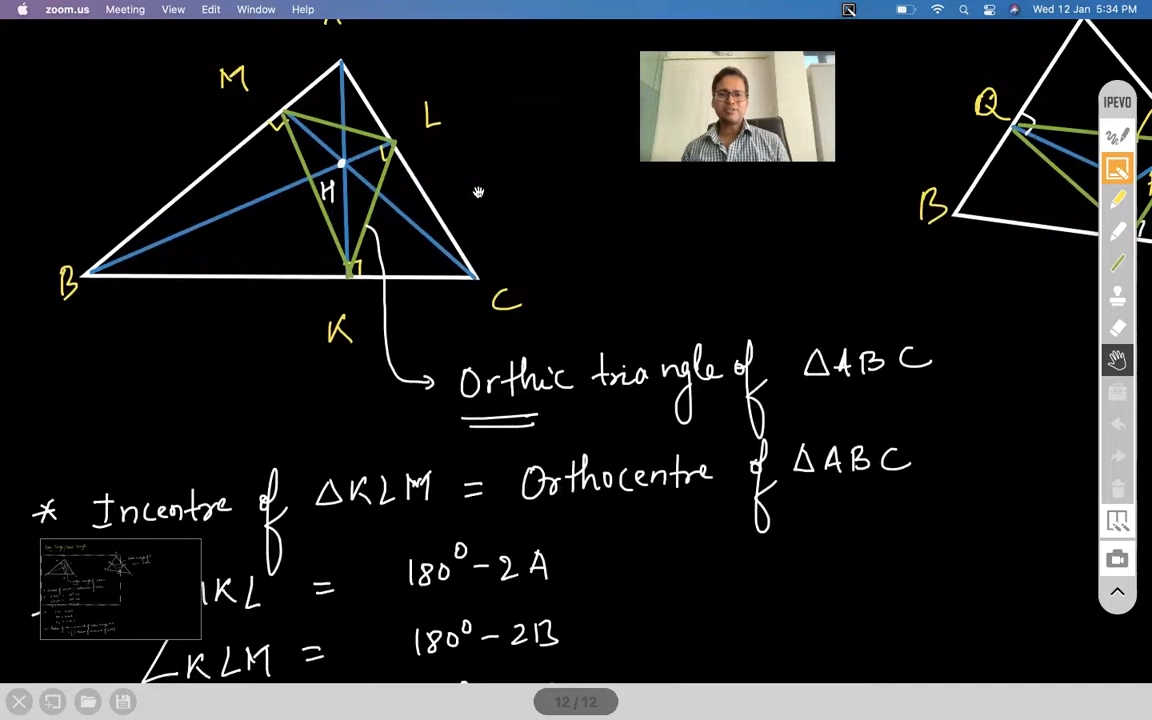 zoom.us Meeting View Edit Window Help Wed 12 Jan 5:34 PM
M
L
H
B
C
K
Q
B
IPEVO
Orthic triangle of △ABC
* Incentre of △KLM = Orthocentre of △ABC
KL = 180° - 2A
∠KLM = 180° - 2B
12 / 12